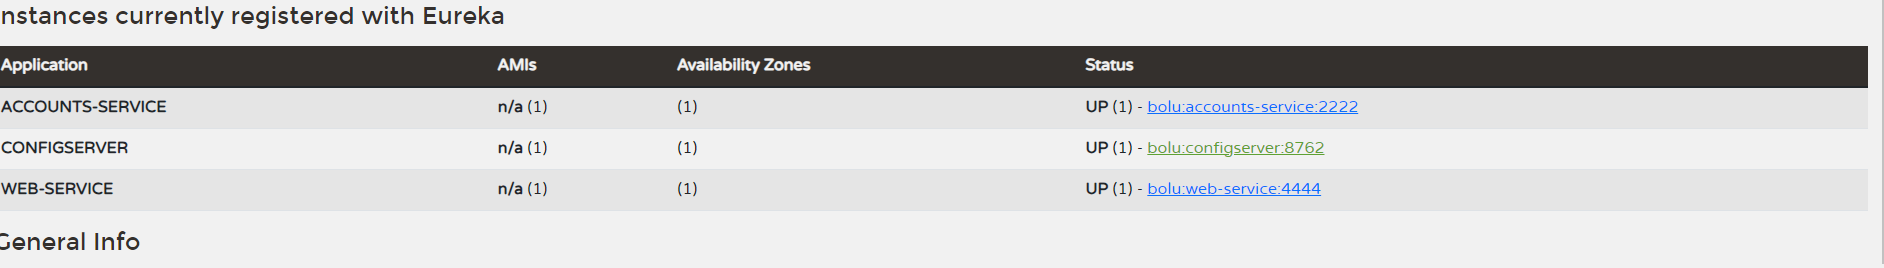 nstances currently registered with Eureka
Application AMIs Availability Zones Status
ACCOUNTS-SERVICE n/a (1) (1) UP (1) - bolu:accounts-service:2222
CONFIGSERVER n/a (1) (1) UP (1) - bolu:configserver:8762
WEB-SERVICE n/a (1) (1) UP (1) - bolu:web-service:4444
General Info